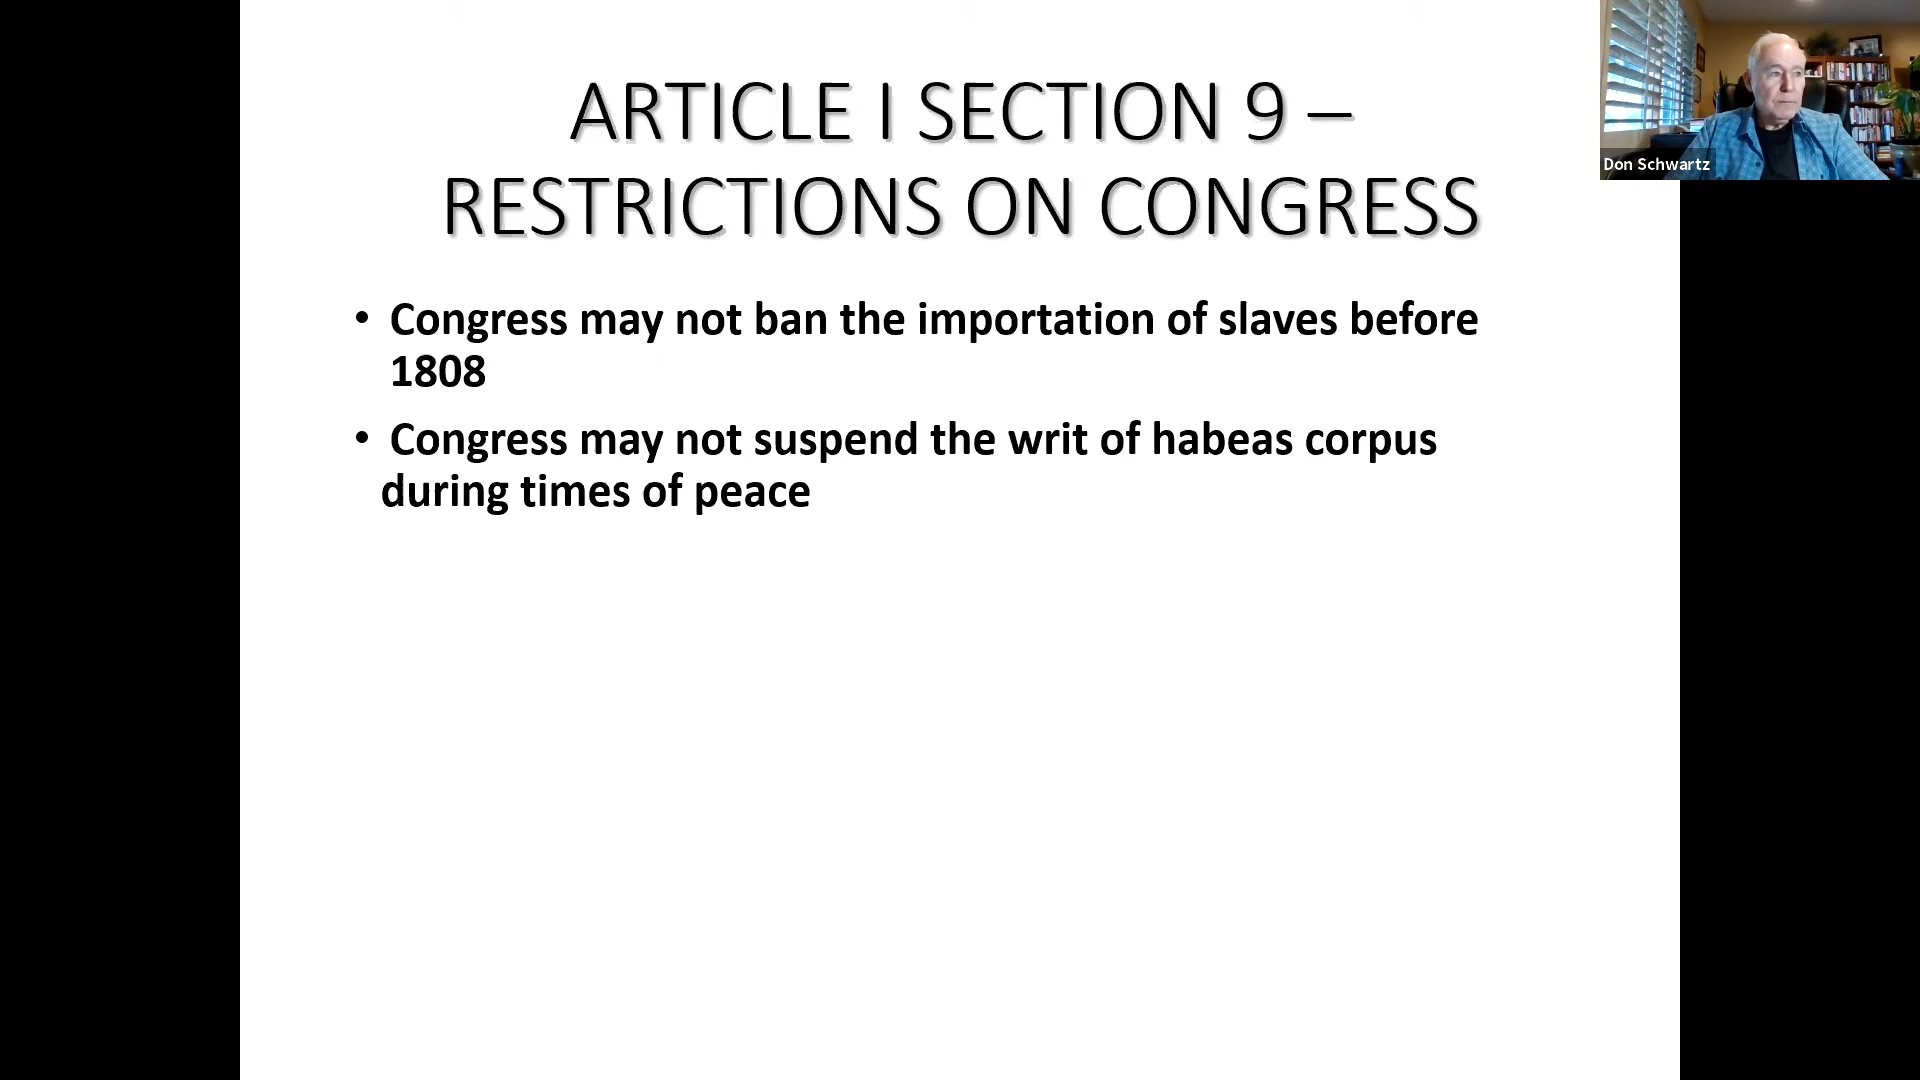 ARTICLE I SECTION 9 –
RESTRICTIONS ON CONGRESS
• Congress may not ban the importation of slaves before
1808
• Congress may not suspend the writ of habeas corpus
during times of peace
Don Schwartz